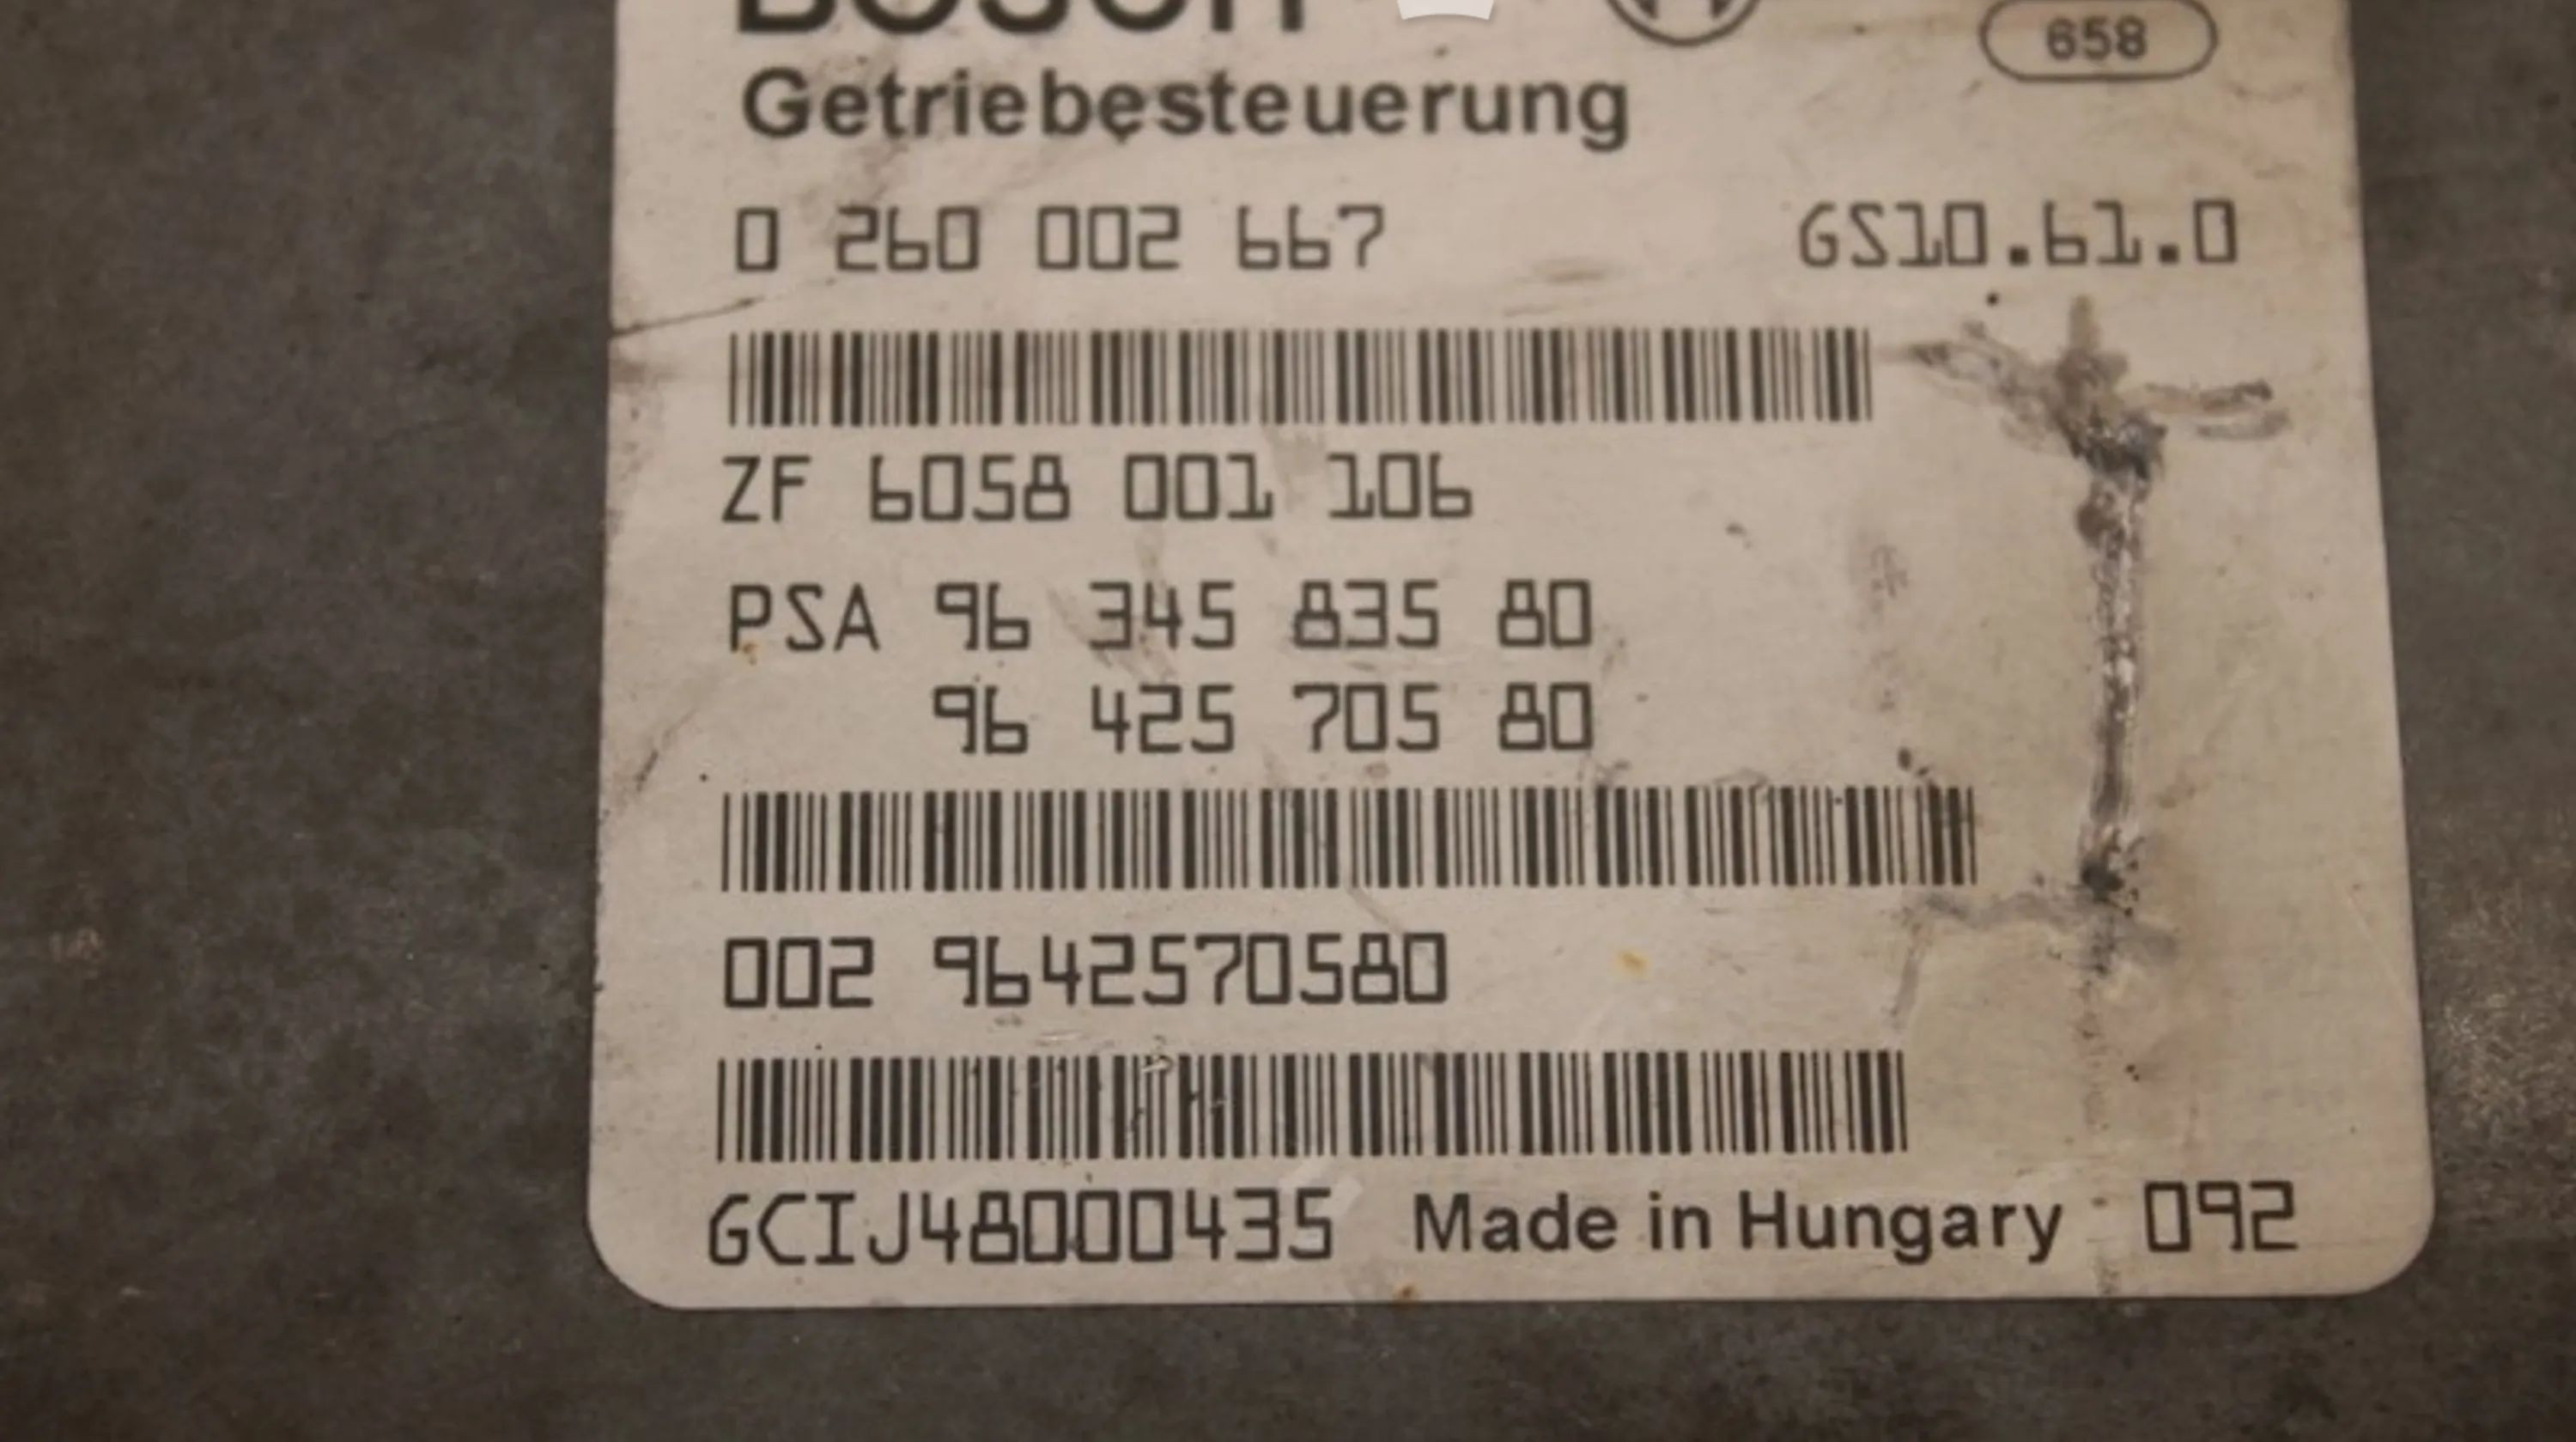 BOSCH
658
Getriebesteuerung
0 260 002 667 GS10.61.0
ZF 6058 001 106
PSA 96 345 835 80
96 425 705 80
002 9642570580
GCIJ48000435 Made in Hungary 092